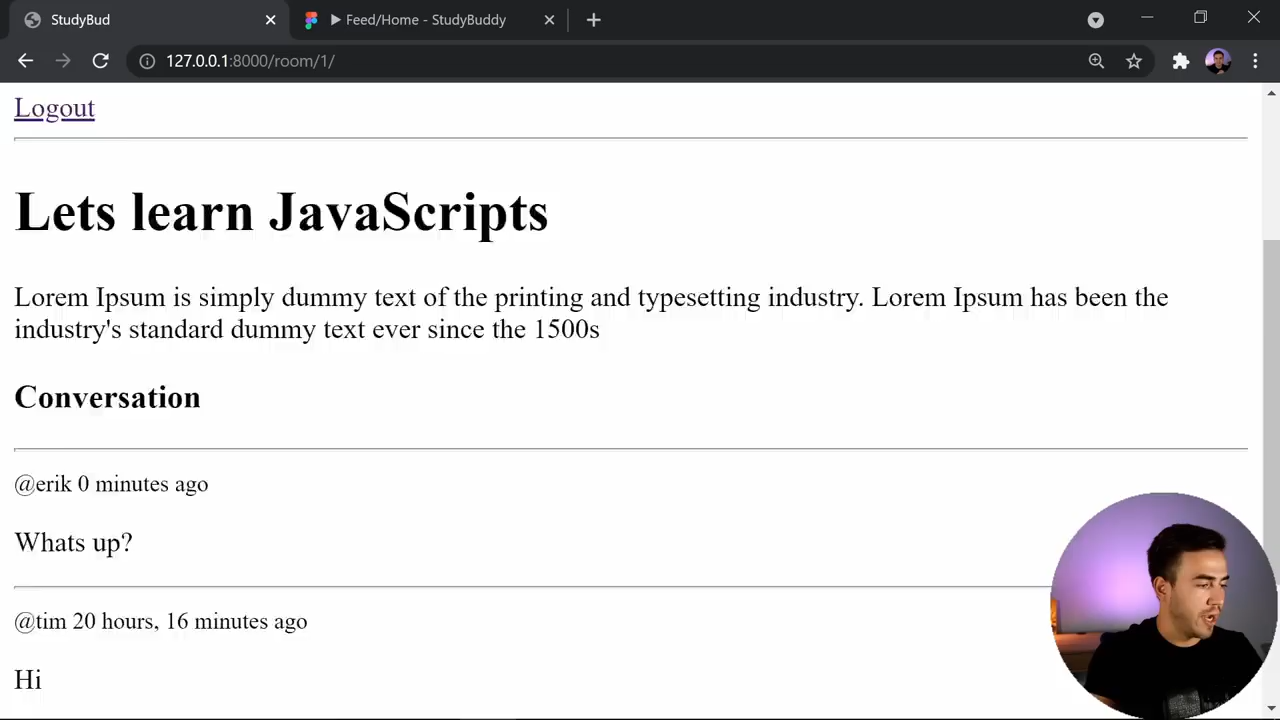 StudyBud
Feed/Home - StudyBuddy
127.0.0.1:8000/room/1/
Logout
Lets learn JavaScripts
Lorem Ipsum is simply dummy text of the printing and typesetting industry. Lorem Ipsum has been the
industry's standard dummy text ever since the 1500s
Conversation
@erik 0 minutes ago
Whats up?
@tim 20 hours, 16 minutes ago
Hi